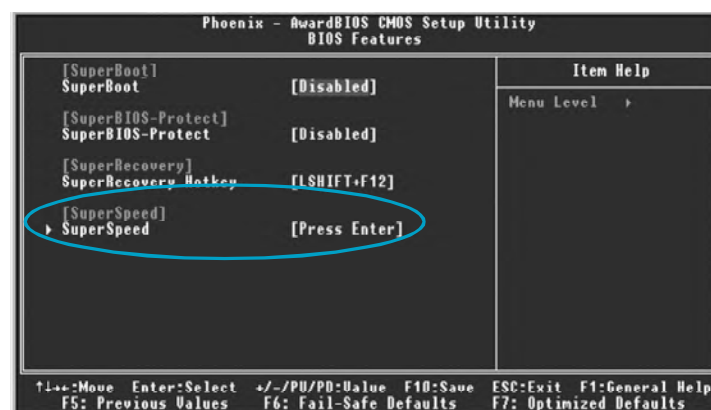 Phoenix - AwardBIOS CMOS Setup Utility
BIOS Features
[SuperBoot]
SuperBoot [Disabled]
[SuperBIOS-Protect]
SuperBIOS-Protect [Disabled]
[SuperRecovery]
SuperRecovery Hotkey [LSHIFT+F12]
[SuperSpeed]
SuperSpeed [Press Enter]
Item Help
Menu Level
↑↓→←:Move Enter:Select +/-/PU/PD:Value F10:Save ESC:Exit F1:General Help
F5: Previous Values F6: Fail-Safe Defaults F7: Optimized Defaults